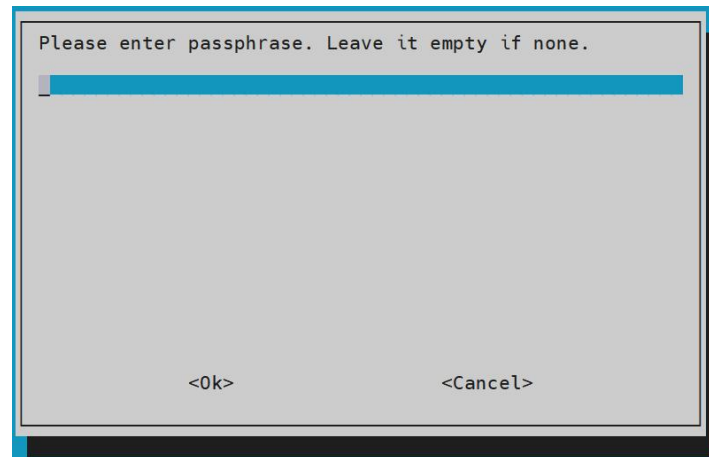 Please enter passphrase. Leave it empty if none.
<Ok> <Cancel>